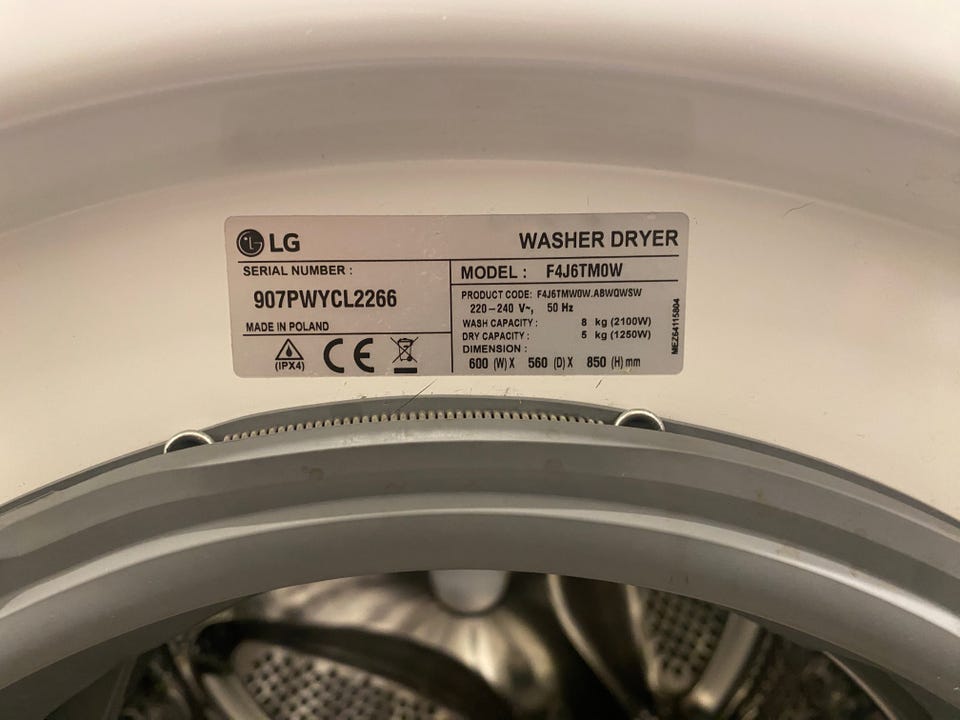 LG
WASHER DRYER
SERIAL NUMBER :
907PWYCL2266
MADE IN POLAND
(IPX4)
CE
MODEL : F4J6TM0W
PRODUCT CODE: F4J6TMW0W.ABWQWSW
220-240 V~, 50 Hz
WASH CAPACITY : 8 kg (2100W)
DRY CAPACITY : 5 kg (1250W)
DIMENSION :
600 (W) X 560 (D) X 850 (H) mm
MEZ64115804